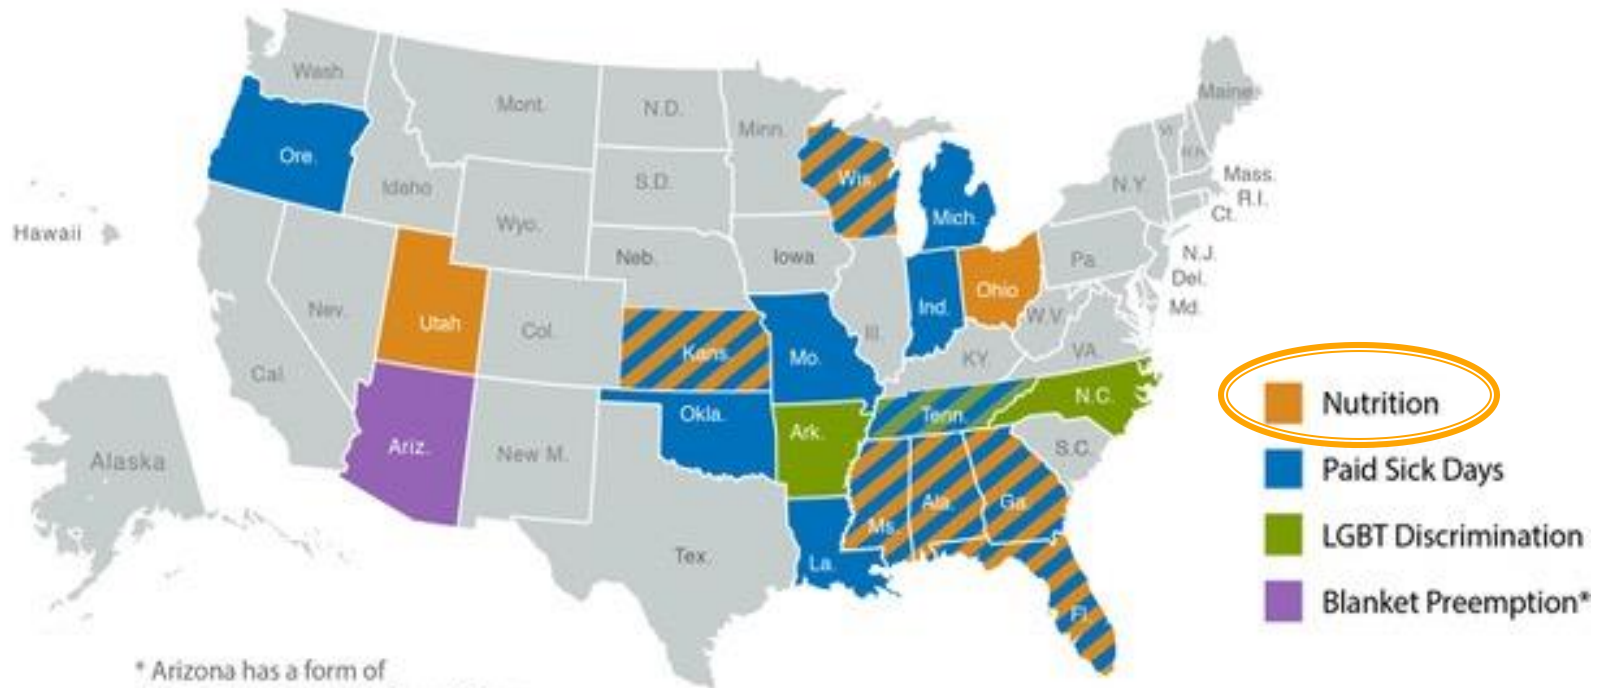 Wash.
Mont.
N.D.
Minn.
Maine
Ore.
Idaho
S.D.
Wis.
Mich.
N.Y.
Vt.
N.H.
Mass.
R.I.
Ct.
Hawaii
Wyo.
Iowa
Neb.
Pa.
N.J.
Del.
Md.
Nev.
Utah
Col.
Kans.
Mo.
Ill.
Ind.
Ohio
W.V.
KY
VA.
Cal.
Ariz.
New M.
Okla.
Ark.
Tenn.
N.C.
S.C.
Alaska
Tex.
La.
Ms.
Ala.
Ga.
Fl.
Nutrition
Paid Sick Days
LGBT Discrimination
Blanket Preemption*
* Arizona has a form of